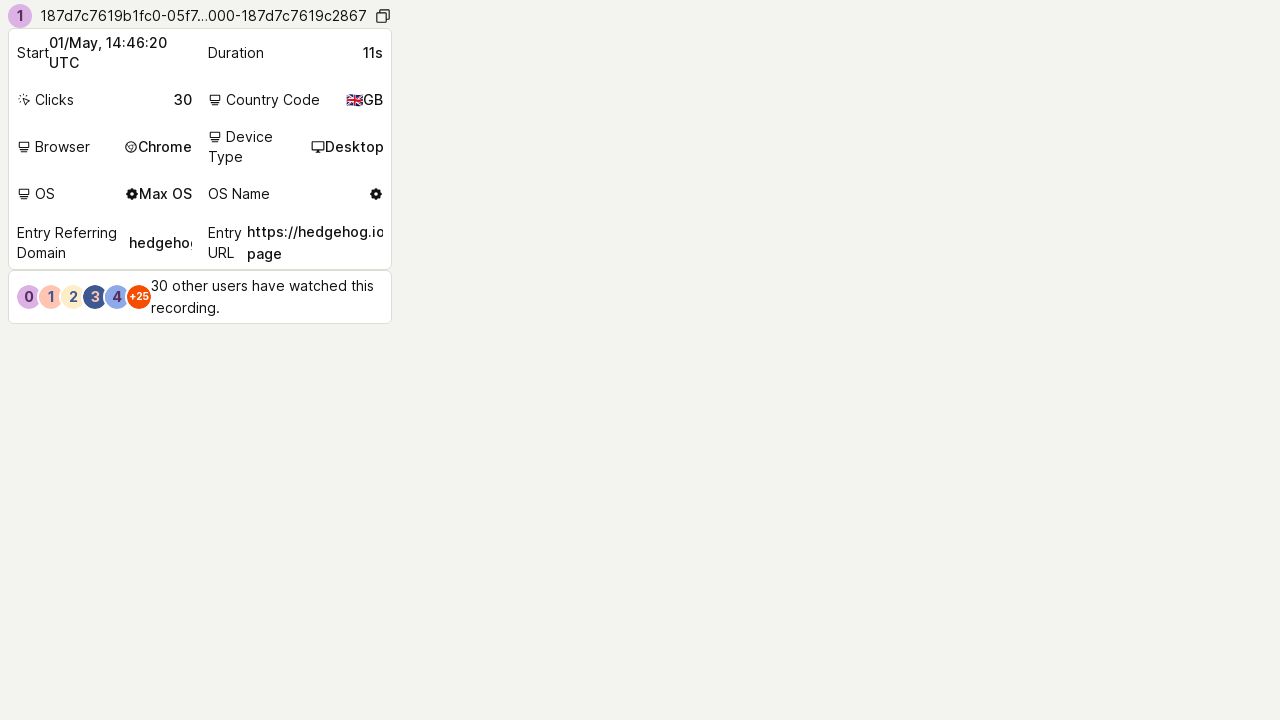 1 187d7c7619b1fc0-05f7…000-187d7c7619c2867
Start 01/May, 14:46:20 UTC Duration 11s
Clicks 30 Country Code 🇬🇧GB
Browser Chrome Device Type Desktop
OS Max OS OS Name
Entry Referring Domain hedgehog Entry URL https://hedgehog.io page
0 1 2 3 4 +25 30 other users have watched this
recording.